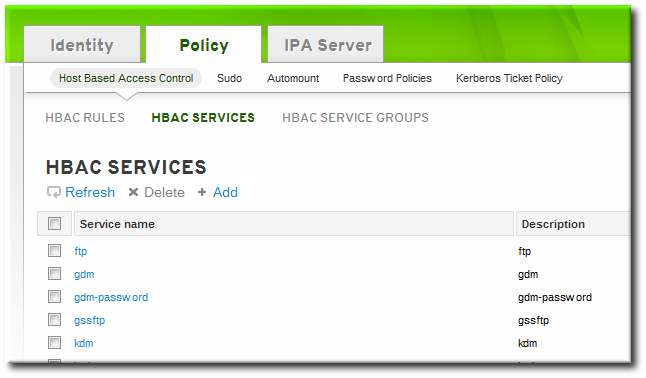 Identity Policy IPA Server
Host Based Access Control Sudo Automount Password Policies Kerberos Ticket Policy
HBAC RULES HBAC SERVICES HBAC SERVICE GROUPS
HBAC SERVICES
Refresh Delete Add
Service name Description
ftp ftp
gdm gdm
gdm-password gdm-password
gssftp gssftp
kdm kdm